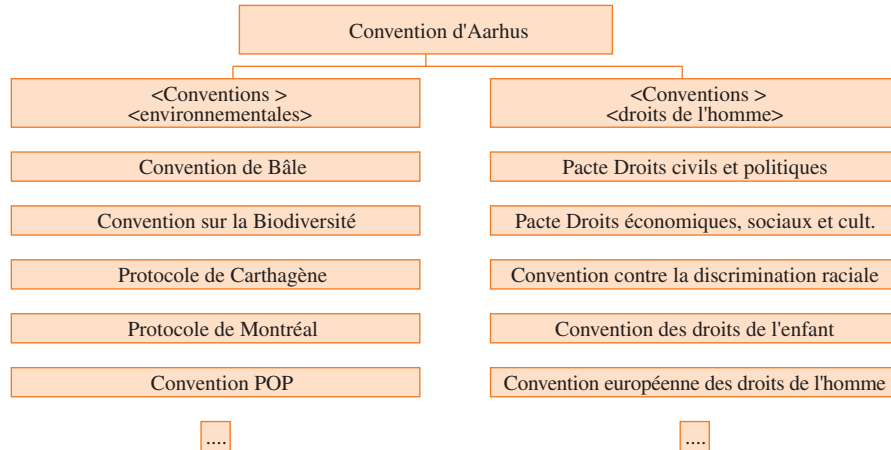 Convention d'Aarhus
<Conventions >
<environnementales>
Convention de Bâle
Convention sur la Biodiversité
Protocole de Carthagène
Protocole de Montréal
Convention POP
....
<Conventions >
<droits de l'homme>
Pacte Droits civils et politiques
Pacte Droits économiques, sociaux et cult.
Convention contre la discrimination raciale
Convention des droits de l'enfant
Convention européenne des droits de l'homme
....